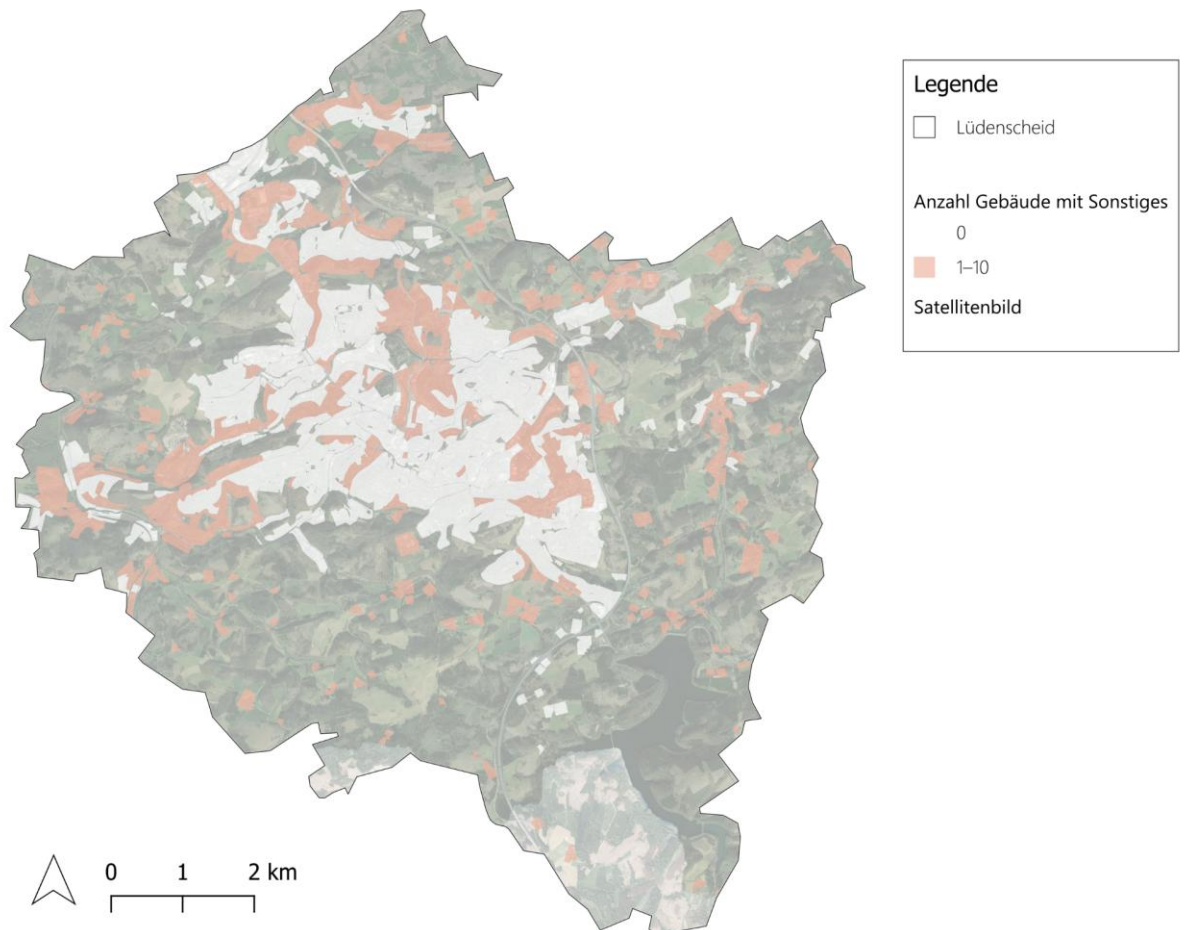 Legende
Lüdenscheid
Anzahl Gebäude mit Sonstiges
0
1–10
Satellitenbild
0 1 2 km